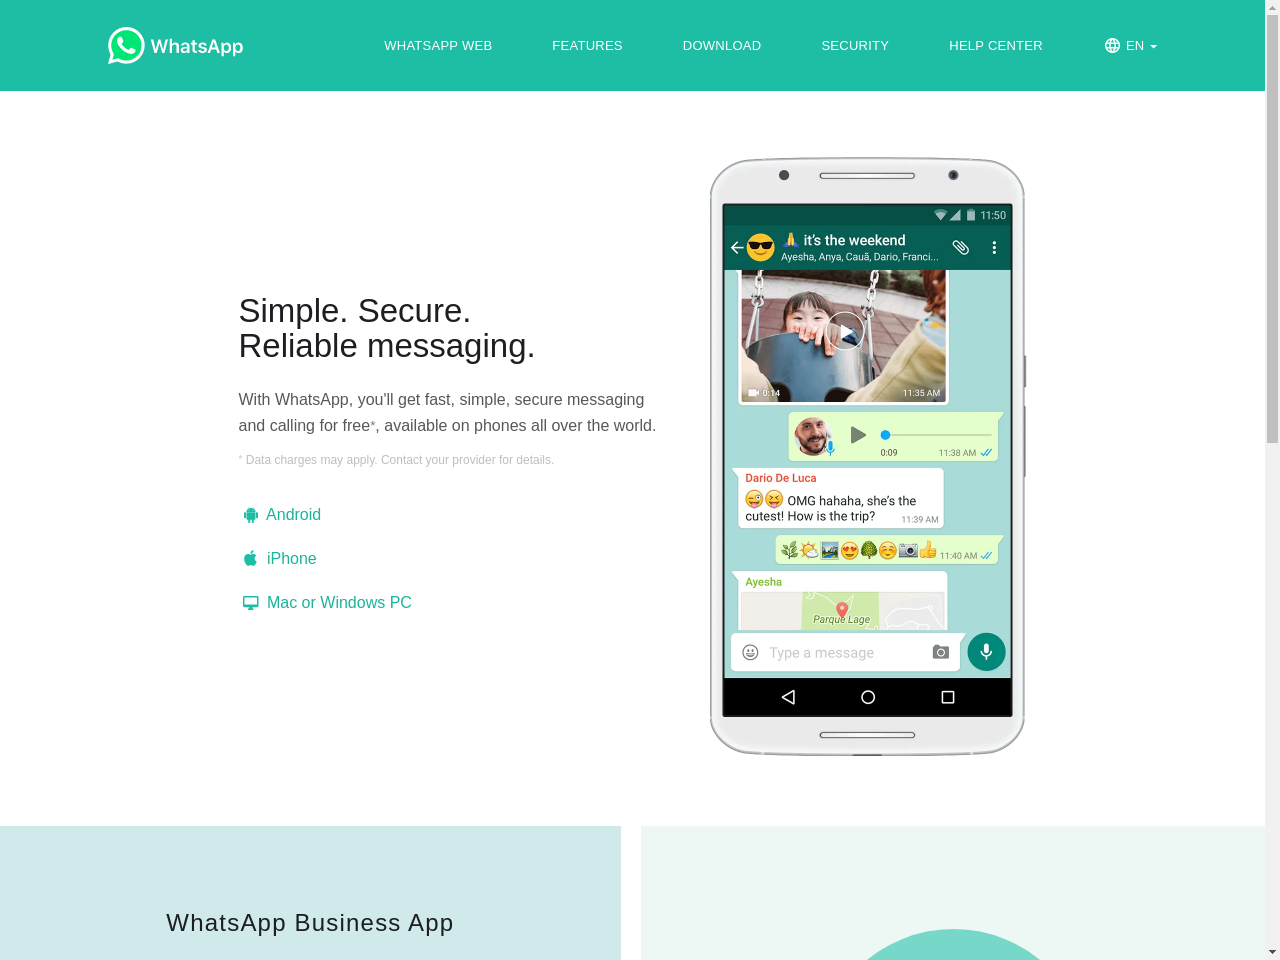 WhatsApp
WHATSAPP WEB
FEATURES
DOWNLOAD
SECURITY
HELP CENTER
EN
Simple. Secure.
Reliable messaging.
With WhatsApp, you'll get fast, simple, secure messaging
and calling for free*, available on phones all over the world.
* Data charges may apply. Contact your provider for details.
Android
iPhone
Mac or Windows PC
11:50
🙏 it's the weekend
Ayesha, Anya, Cauã, Dario, Franci...
0:14
11:35 AM
0:09
11:38 AM
Dario De Luca
😜😝 OMG hahaha, she's the
cutest! How is the trip?
11:39 AM
11:40 AM
Ayesha
Parque Lage
Type a message
WhatsApp Business App